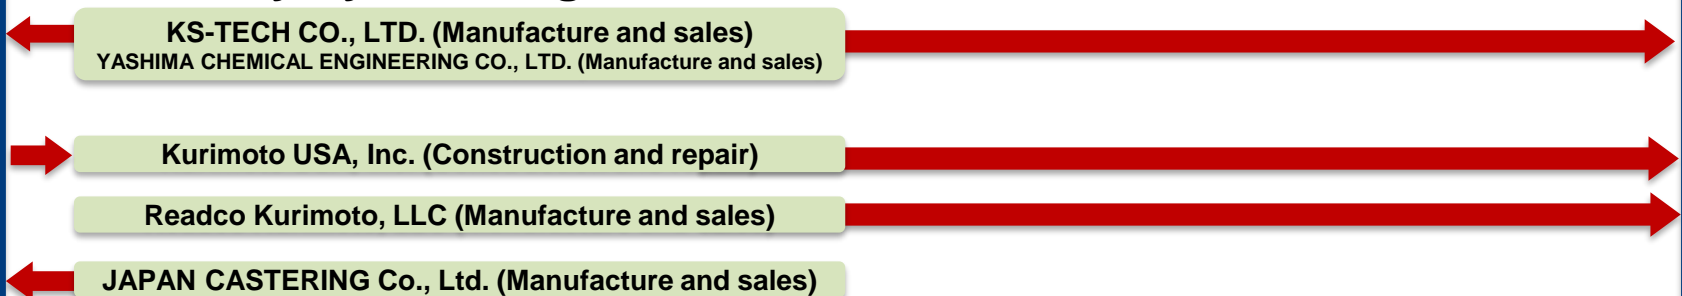 KS-TECH CO., LTD. (Manufacture and sales)
YASHIMA CHEMICAL ENGINEERING CO., LTD. (Manufacture and sales)
Kurimoto USA, Inc. (Construction and repair)
Readco Kurimoto, LLC (Manufacture and sales)
JAPAN CASTERING Co., Ltd. (Manufacture and sales)